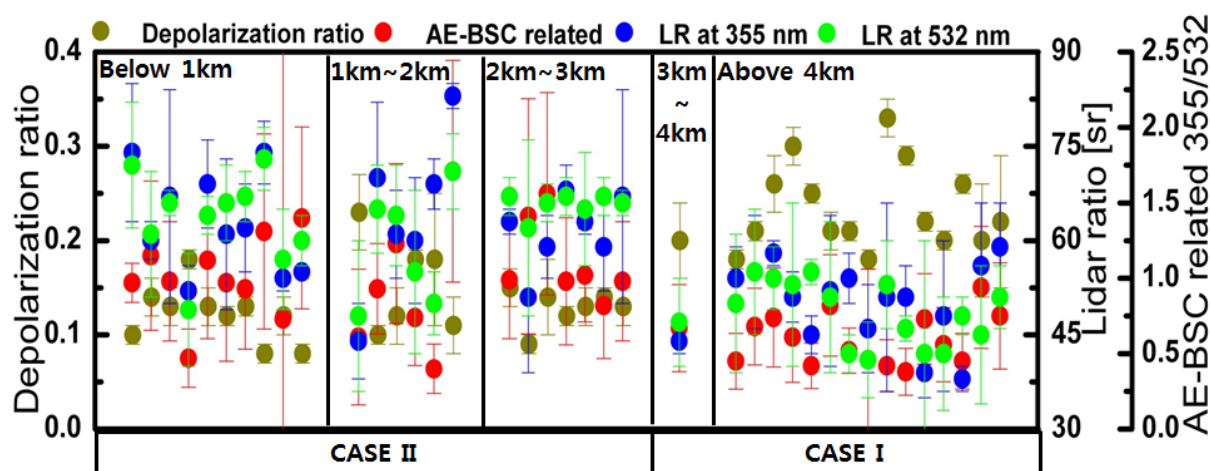 Depolarization ratio AE-BSC related LR at 355 nm LR at 532 nm
Depolarization ratio
0.4
0.3
0.2
0.1
0.0
Below 1km
1km~2km
2km~3km
3km
~
4km
Above 4km
90
75
60
45
30
Lidar ratio [sr]
2.5
2.0
1.5
1.0
0.5
0.0
AE-BSC related 355/532
CASE II
CASE I